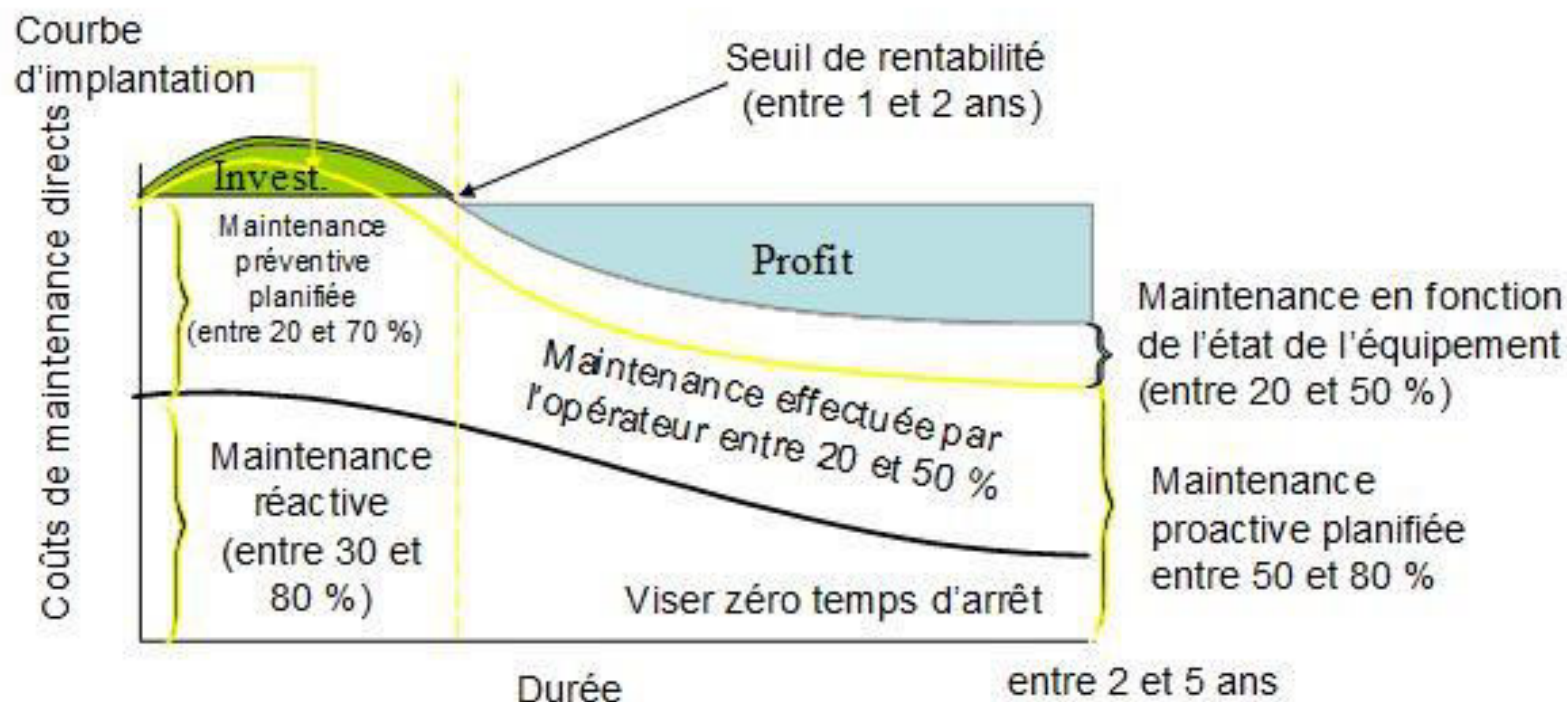 Courbe
d'implantation
Seuil de rentabilité
(entre 1 et 2 ans)
Coûts de maintenance directs
Invest.
Maintenance
préventive
planifiée
(entre 20 et 70 %)
Profit
Maintenance en fonction
de l'état de l'équipement
(entre 20 et 50 %)
Maintenance effectuée par
l'opérateur entre 20 et 50 %
Maintenance
réactive
(entre 30 et
80 %)
Maintenance
proactive planifiée
entre 50 et 80 %
Viser zéro temps d'arrêt
Durée
entre 2 et 5 ans